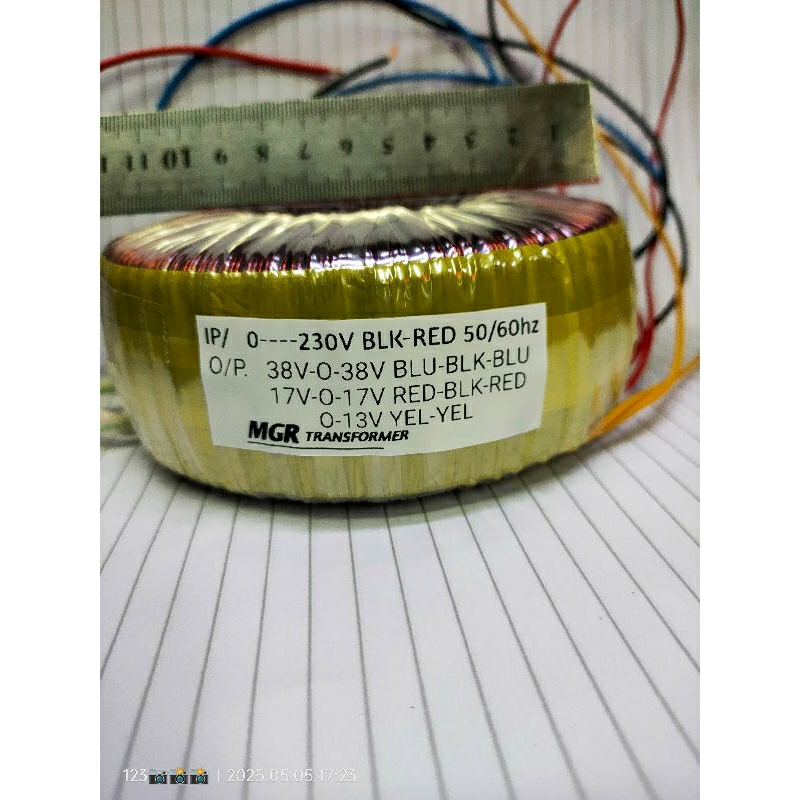 11 10 9 8 7 6 5 4 3 2 1
IP/ 0----230V BLK-RED 50/60hz
O/P. 38V-0-38V BLU-BLK-BLU
17V-0-17V RED-BLK-RED
0-13V YEL-YEL
MGR TRANSFORMER
123📸📸📸 | 2025.05.05 17:23